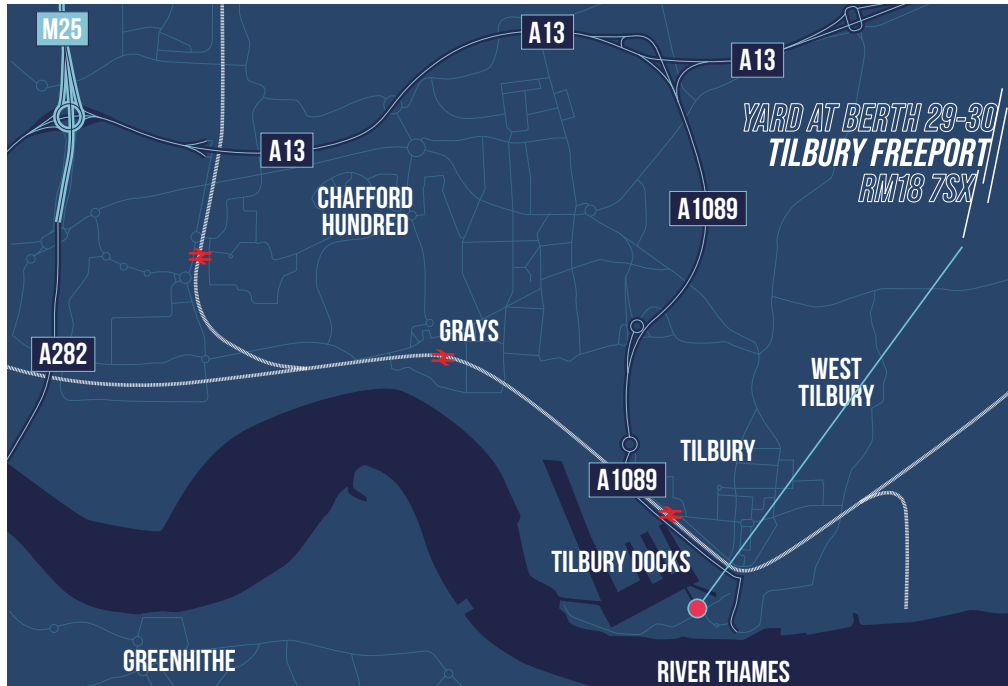 M25
A13
A13
YARD AT BERTH 29-30
TILBURY FREEPORT
RM18 7SX
A13
CHAFFORD
HUNDRED
A1089
GRAYS
A282
WEST
TILBURY
TILBURY
A1089
TILBURY DOCKS
GREENHITHE
RIVER THAMES